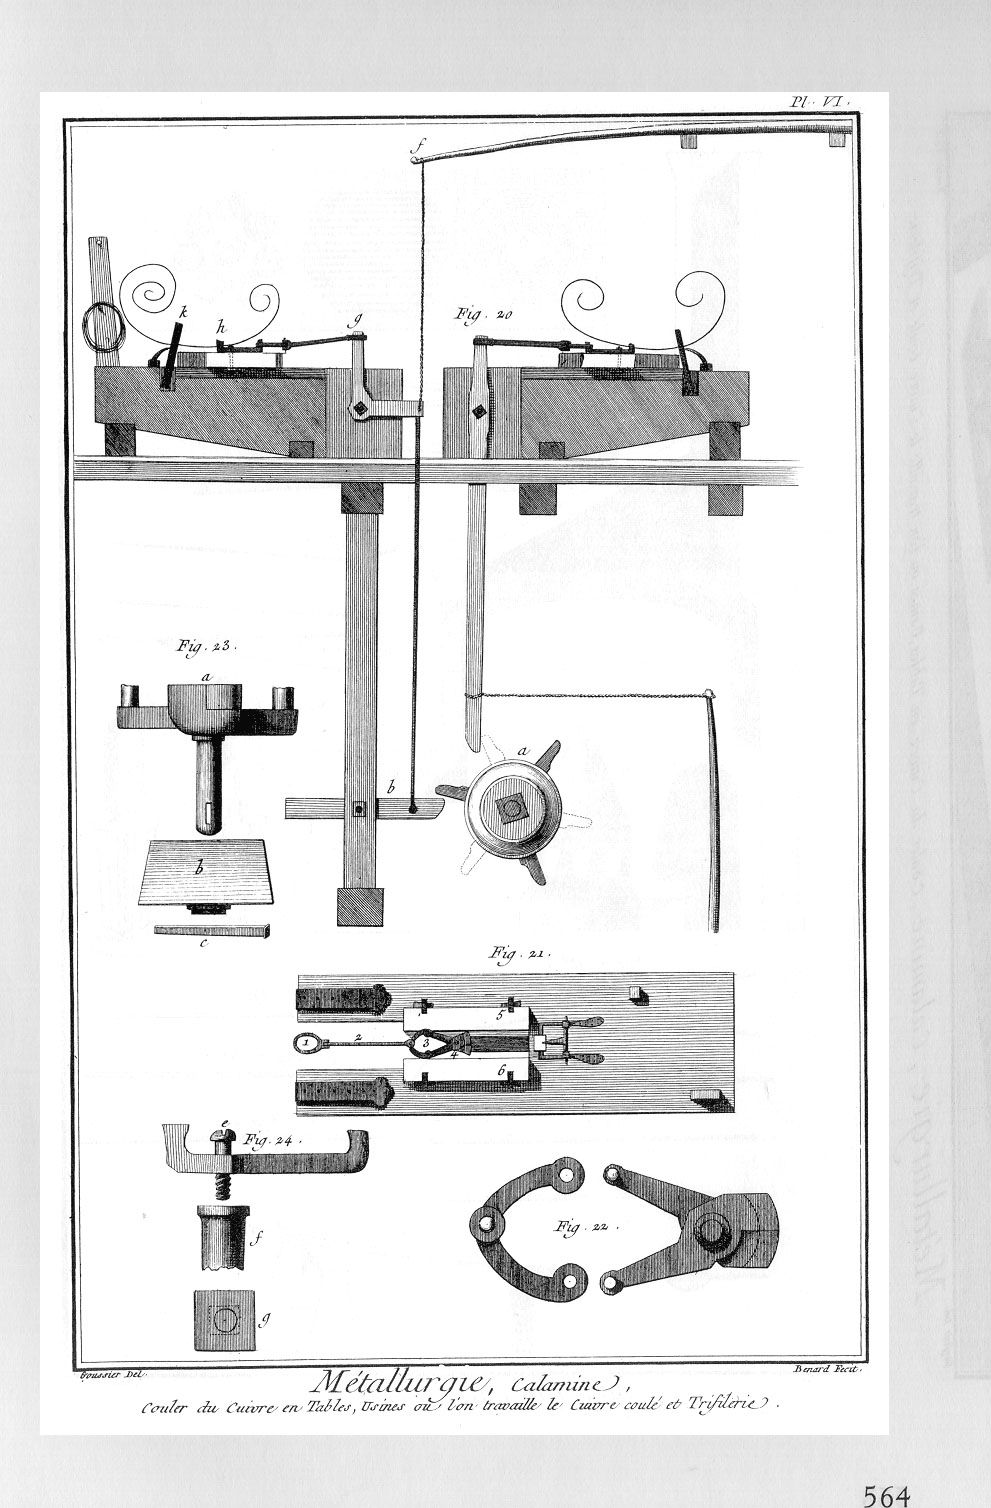 Pl. VI.
f
k
h
g
Fig. 20
Fig. 23.
a
a
b
b
c
Fig. 21.
5
1
2
3
4
6
e
Fig. 24.
f
Fig. 22.
g
Goussier Del.
Benard Fecit.
Métallurgie, Calamine,
Couler du Cuivre en Tables, Usines où l'on travaille le Cuivre coulé et Trifilerie.
564